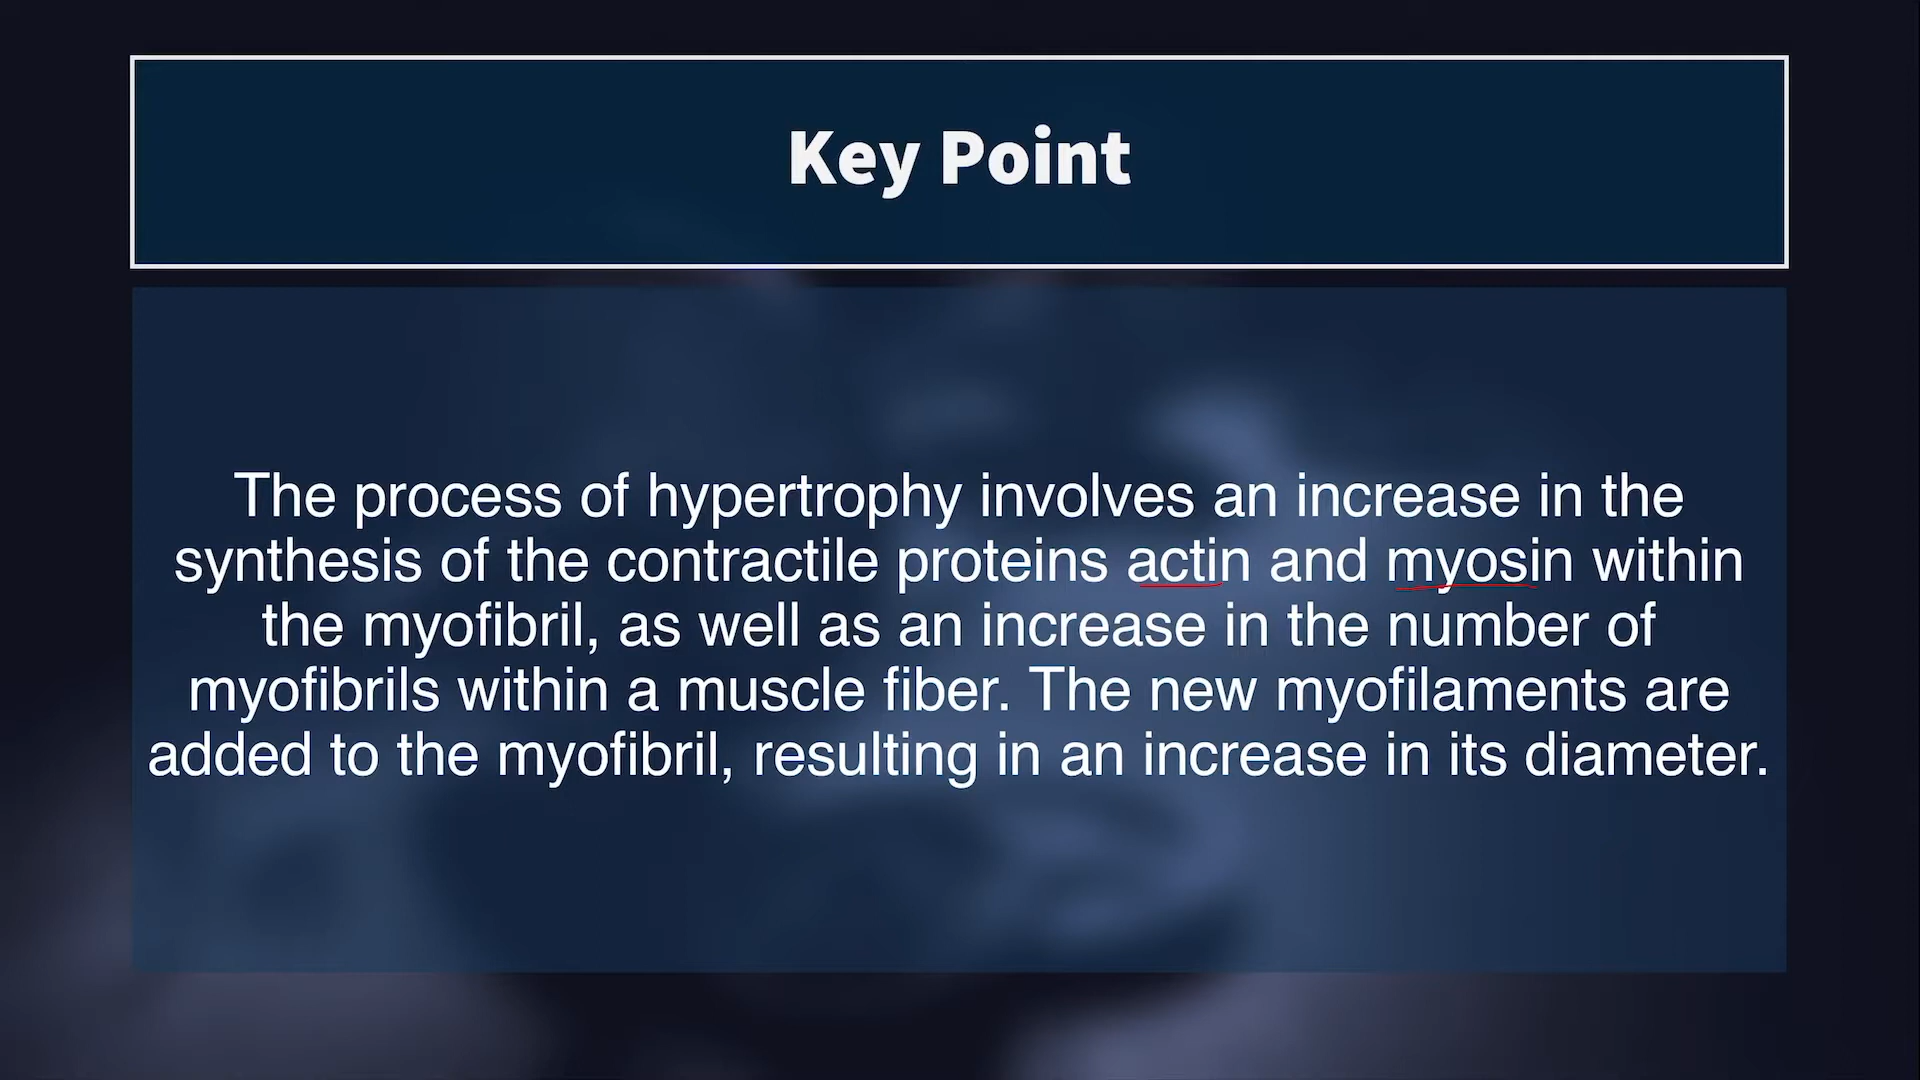 Key Point
The process of hypertrophy involves an increase in the
synthesis of the contractile proteins actin and myosin within
the myofibril, as well as an increase in the number of
myofibrils within a muscle fiber. The new myofilaments are
added to the myofibril, resulting in an increase in its diameter.